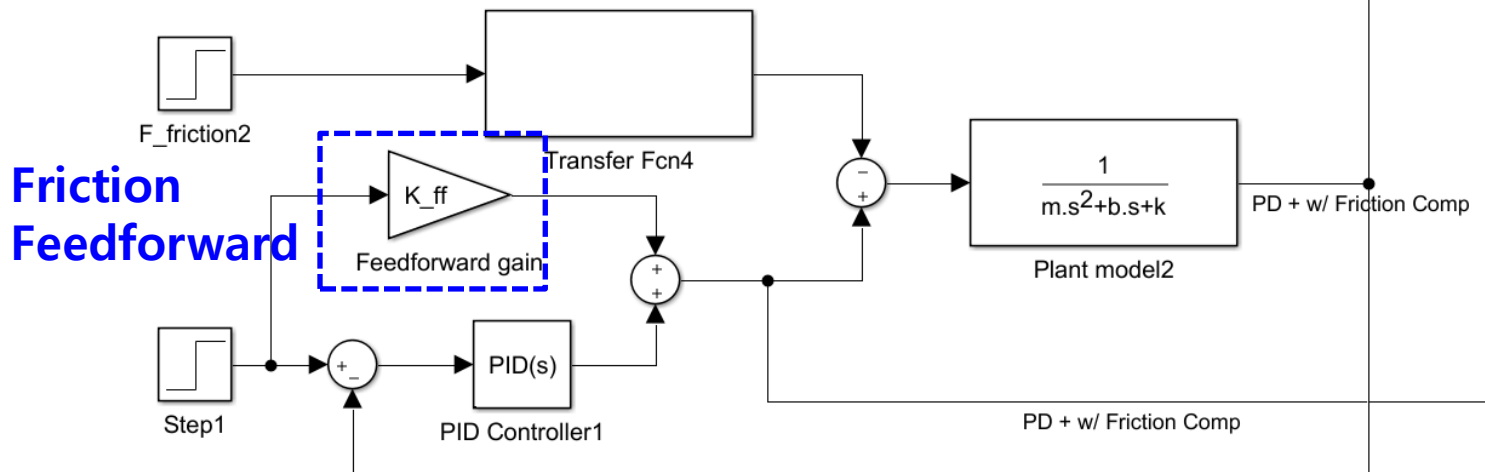 F_friction2
Transfer Fcn4
Friction
Feedforward
K_ff
Feedforward gain
−
+
1
m.s2+b.s+k
Plant model2
PD + w/ Friction Comp
+
+
Step1
+
−
PID(s)
PID Controller1
PD + w/ Friction Comp